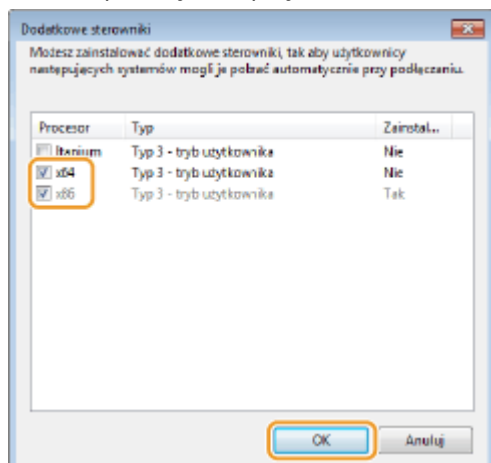 Dodatkowe sterowniki
Możesz zainstalować dodatkowe sterowniki, tak aby użytkownicy
następujących systemów mogli je pobrać automatycznie przy podłączaniu.
Procesor Typ Zainstal...
Itanium Typ 3 - tryb użytkownika Nie
x64 Typ 3 - tryb użytkownika Nie
x86 Typ 3 - tryb użytkownika Tak
OK Anuluj